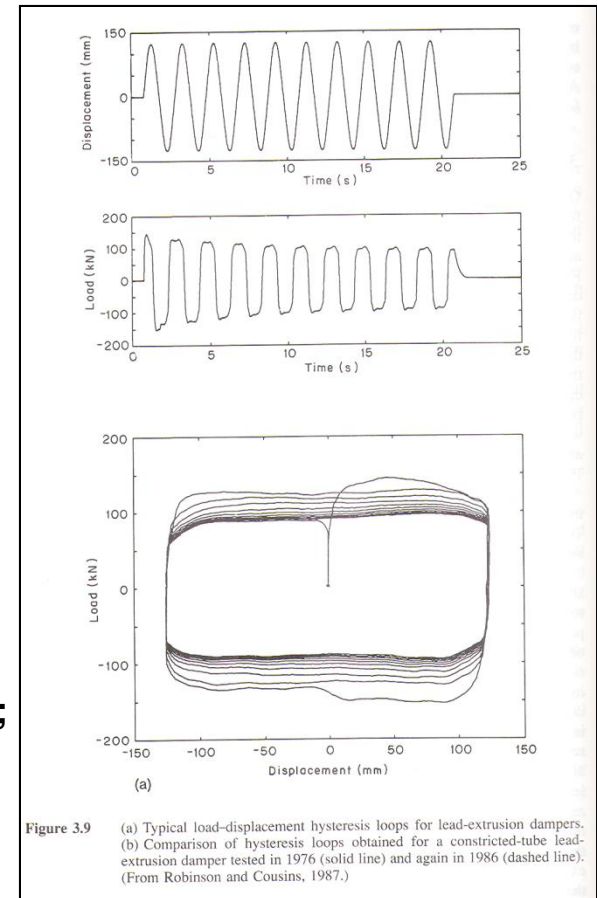 150
Displacement (mm)
0
-150
0 5 10 15 20 25
Time (s)
200
100
Load (kN)
0
-100
-200
0 5 10 15 20 25
Time (s)
200
100
Load (kN)
0
-100
-200
-150 -100 -50 0 50 100 150
Displacement (mm)
(a)
;
Figure 3.9 (a) Typical load–displacement hysteresis loops for lead-extrusion dampers.
(b) Comparison of hysteresis loops obtained for a constricted-tube lead-
extrusion damper tested in 1976 (solid line) and again in 1986 (dashed line).
(From Robinson and Cousins, 1987.)